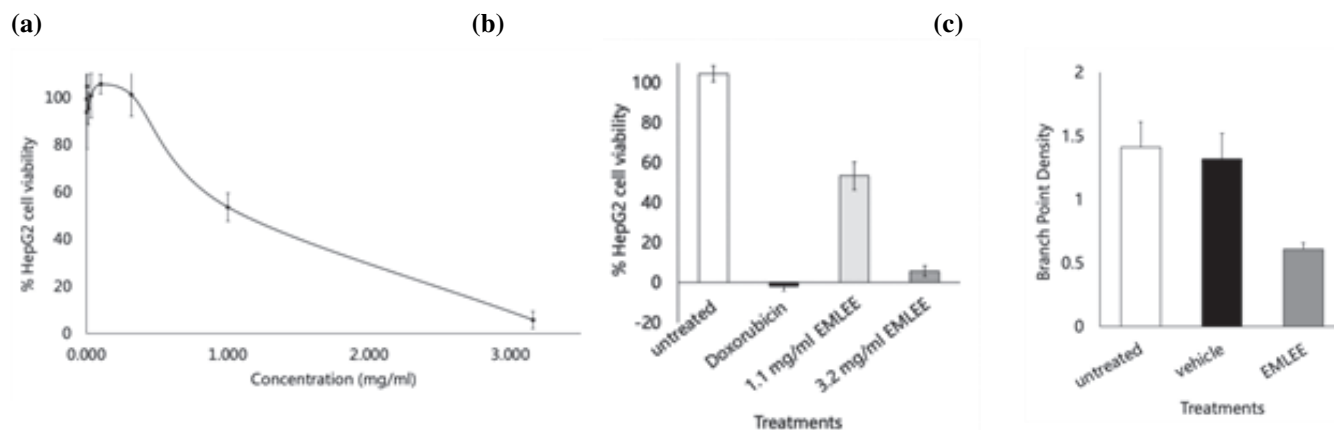 (a)
% HepG2 cell viability
100
80
60
40
20
0
0.000 1.000 2.000 3.000
Concentration (mg/ml)
(b)
% HepG2 cell viability
100
80
60
40
20
0
-20
untreated
Doxorubicin
1.1 mg/ml EMLEE
3.2 mg/ml EMLEE
Treatments
(c)
Branch Point Density
2
1.5
1
0.5
0
untreated
vehicle
EMLEE
Treatments